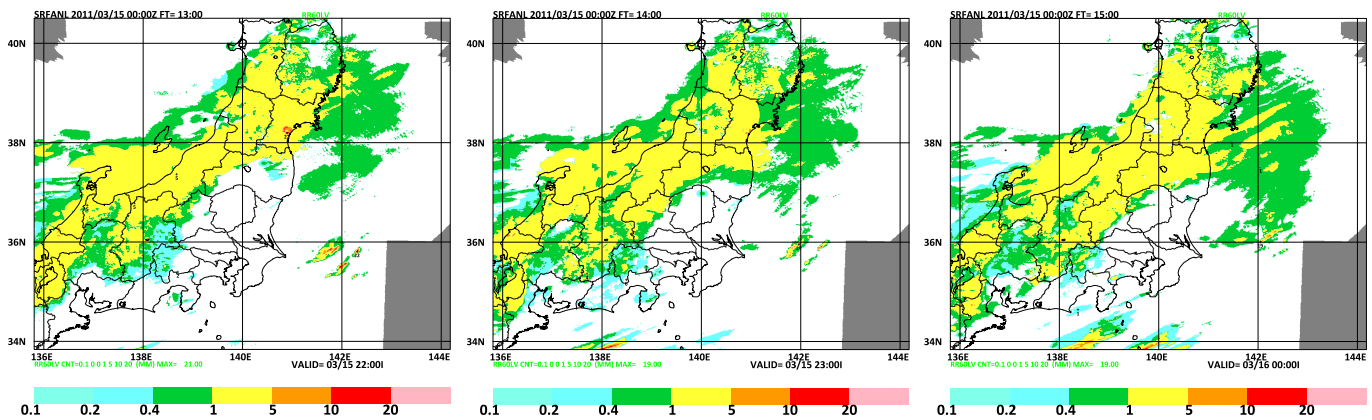 SRFANL 2011/03/15 00:00Z FT= 13:00
RR60LV
40N
38N
36N
34N
136E 138E 140E 142E 144E
RR60LV CNT=0.1 0 0 1 5 10 20 (MM) MAX= 21.00
VALID= 03/15 22:00I
0.1 0.2 0.4 1 5 10 20
SRFANL 2011/03/15 00:00Z FT= 14:00
RR60LV
40N
38N
36N
34N
136E 138E 140E 142E 144E
RR60LV CNT=0.1 0 0 1 5 10 20 (MM) MAX= 19.00
VALID= 03/15 23:00I
0.1 0.2 0.4 1 5 10 20
SRFANL 2011/03/15 00:00Z FT= 15:00
RR60LV
40N
38N
36N
34N
136E 138E 140E 142E 144E
RR60LV CNT=0.1 0 0 1 5 10 20 (MM) MAX= 19.00
VALID= 03/16 00:00I
0.1 0.2 0.4 1 5 10 20